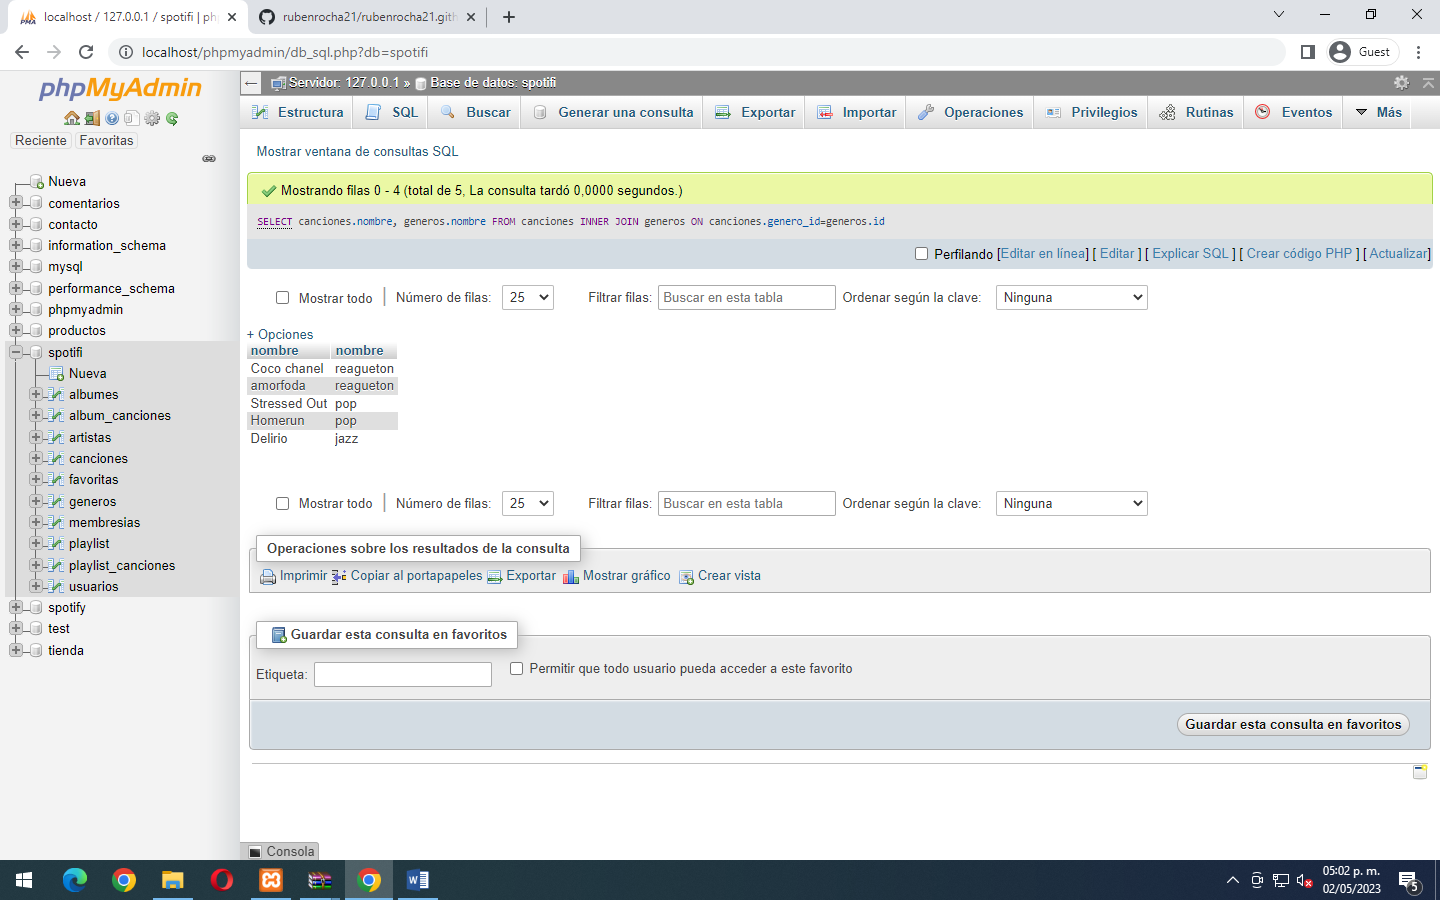 localhost / 127.0.0.1 / spotifi | ph
rubenrocha21/rubenrocha21.gith
localhost/phpmyadmin/db_sql.php?db=spotifi
Guest
phpMyAdmin
Reciente Favoritas
Nueva
comentarios
contacto
information_schema
mysql
performance_schema
phpmyadmin
productos
spotifi
Nueva
albumes
album_canciones
artistas
canciones
favoritas
generos
membresias
playlist
playlist_canciones
usuarios
spotify
test
tienda
Servidor: 127.0.0.1 » Base de datos: spotifi
Estructura SQL Buscar Generar una consulta Exportar Importar Operaciones Privilegios Rutinas Eventos Más
Mostrar ventana de consultas SQL
Mostrando filas 0 - 4 (total de 5, La consulta tardó 0,0000 segundos.)
SELECT canciones.nombre, generos.nombre FROM canciones INNER JOIN generos ON canciones.genero_id=generos.id
Perfilando [Editar en línea] [ Editar ] [ Explicar SQL ] [ Crear código PHP ] [ Actualizar]
Mostrar todo | Número de filas: 25 Filtrar filas: Buscar en esta tabla Ordenar según la clave: Ninguna
+ Opciones
nombre nombre
Coco chanel reagueton
amorfoda reagueton
Stressed Out pop
Homerun pop
Delirio jazz
Mostrar todo | Número de filas: 25 Filtrar filas: Buscar en esta tabla Ordenar según la clave: Ninguna
Operaciones sobre los resultados de la consulta
Imprimir Copiar al portapapeles Exportar Mostrar gráfico Crear vista
Guardar esta consulta en favoritos
Etiqueta: Permitir que todo usuario pueda acceder a este favorito
Guardar esta consulta en favoritos
Consola
05:02 p. m.
02/05/2023
5